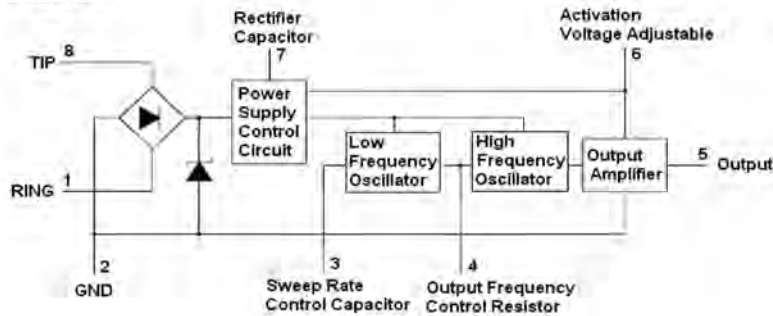 Rectifier
Capacitor
7
Activation
Voltage Adjustable
6
TIP
8
Power
Supply
Control
Circuit
Low
Frequency
Oscillator
High
Frequency
Oscillator
Output
Amplifier
5
Output
RING
1
2
GND
3
Sweep Rate
Control Capacitor
4
Output Frequency
Control Resistor